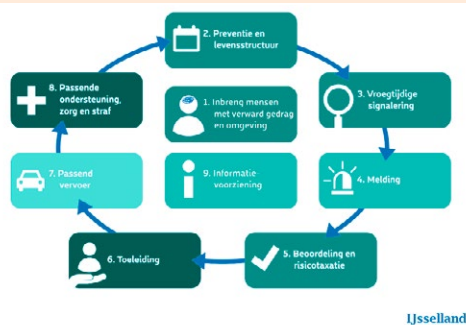 2. Preventie en
levensstructuur
8. Passende
ondersteuning,
zorg en straf
1. Inbreng mensen
met verward gedrag
en omgeving
3. Vroegtijdige
signalering
7. Passend
vervoer
9. Informatie-
voorziening
4. Melding
6. Toeleiding
5. Beoordeling en
risicotaxatie
IJsselland